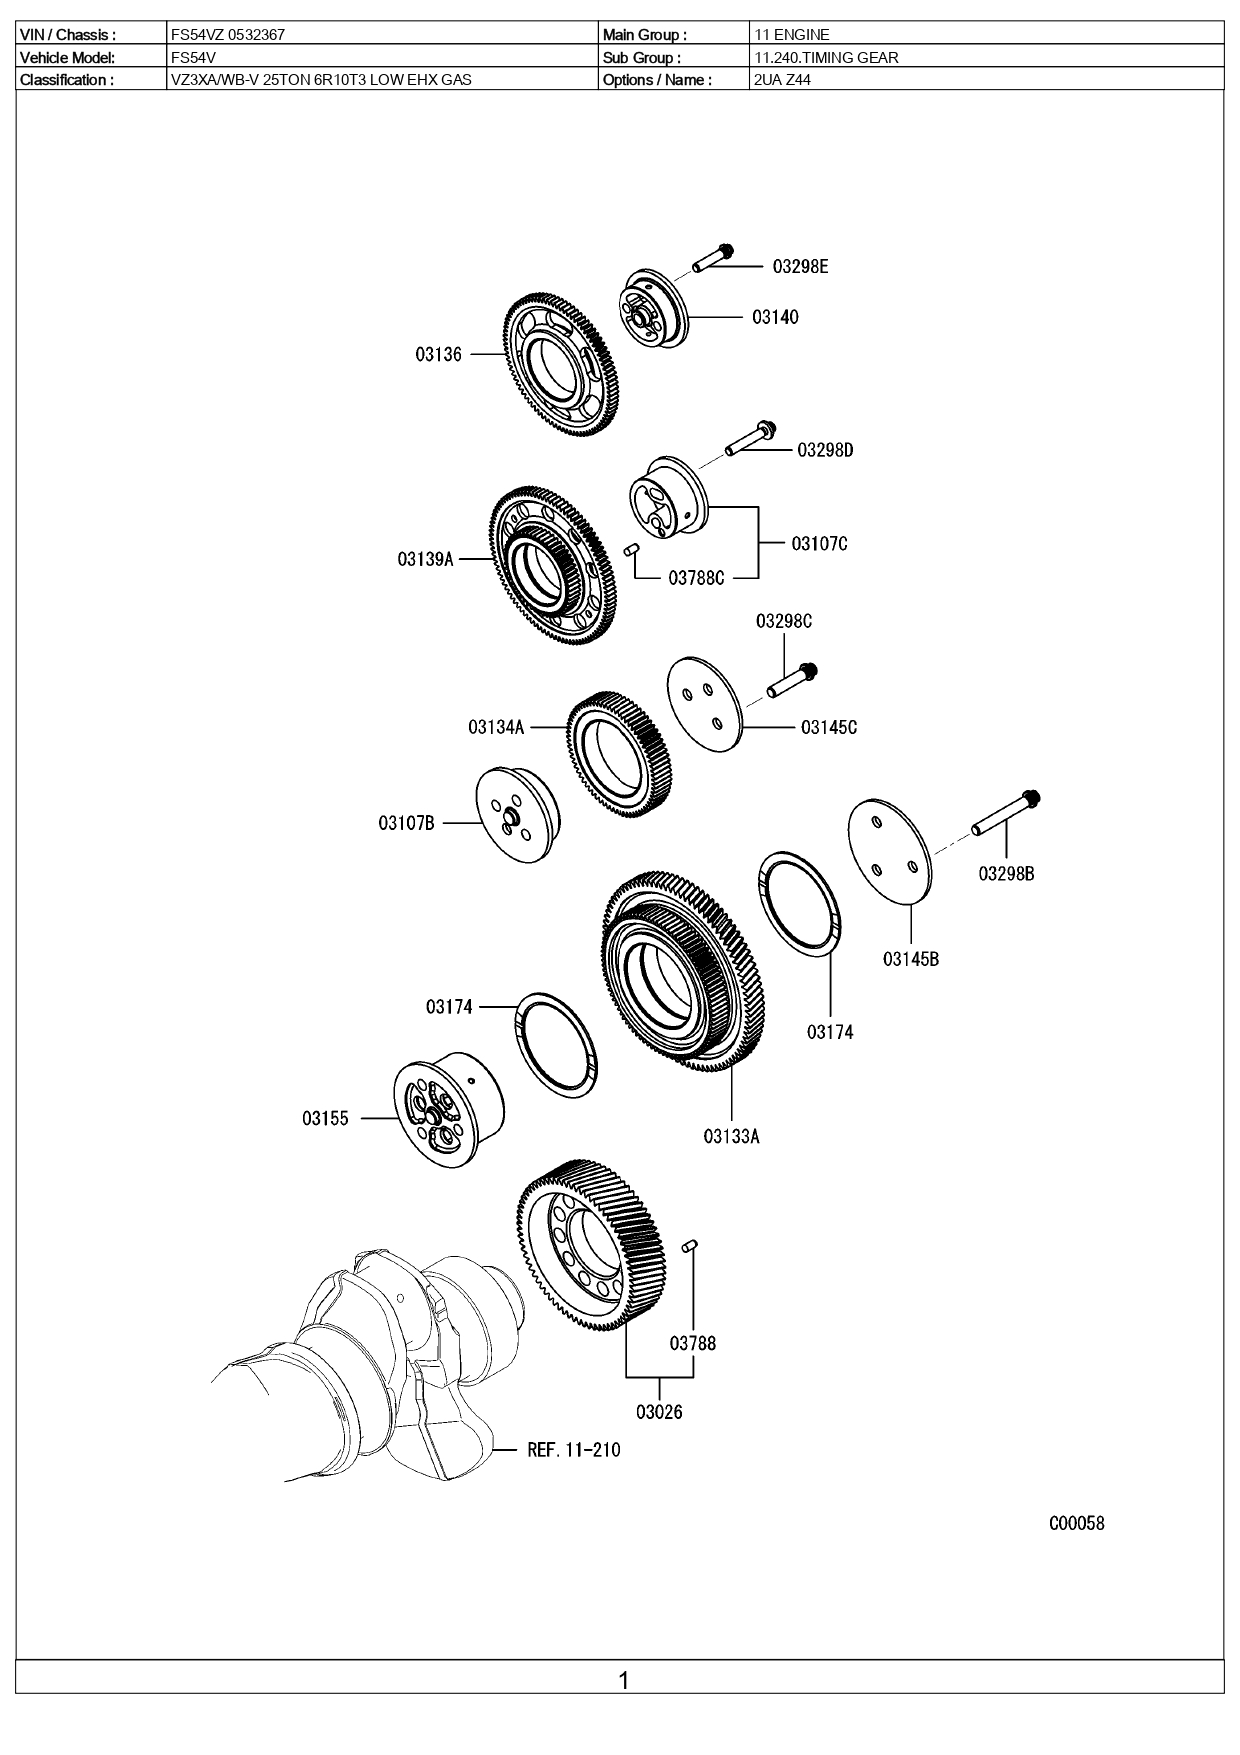 VIN / Chassis : FS54VZ 0532367 Main Group : 11 ENGINE
Vehicle Model: FS54V Sub Group : 11.240.TIMING GEAR
Classification : VZ3XA/WB-V 25TON 6R10T3 LOW EHX GAS Options / Name : 2UA Z44
03298E
03140
03136
03298D
03107C
03139A
03788C
03298C
03134A
03145C
03107B
03298B
03145B
03174
03174
03155
03133A
03788
03026
REF. 11-210
C00058
1